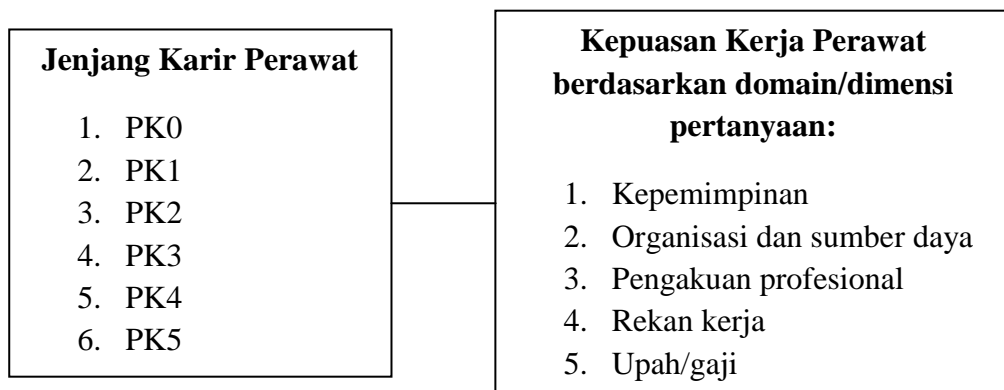 Jenjang Karir Perawat
1. PK0
2. PK1
3. PK2
4. PK3
5. PK4
6. PK5
Kepuasan Kerja Perawat
berdasarkan domain/dimensi
pertanyaan:
1. Kepemimpinan
2. Organisasi dan sumber daya
3. Pengakuan profesional
4. Rekan kerja
5. Upah/gaji